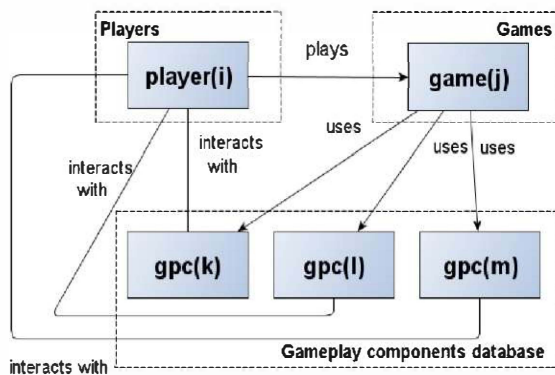 Players
Games
player(i)
plays
game(j)
interacts
with
interacts
with
uses
uses
uses
gpc(k)
gpc(l)
gpc(m)
Gameplay components database
interacts with